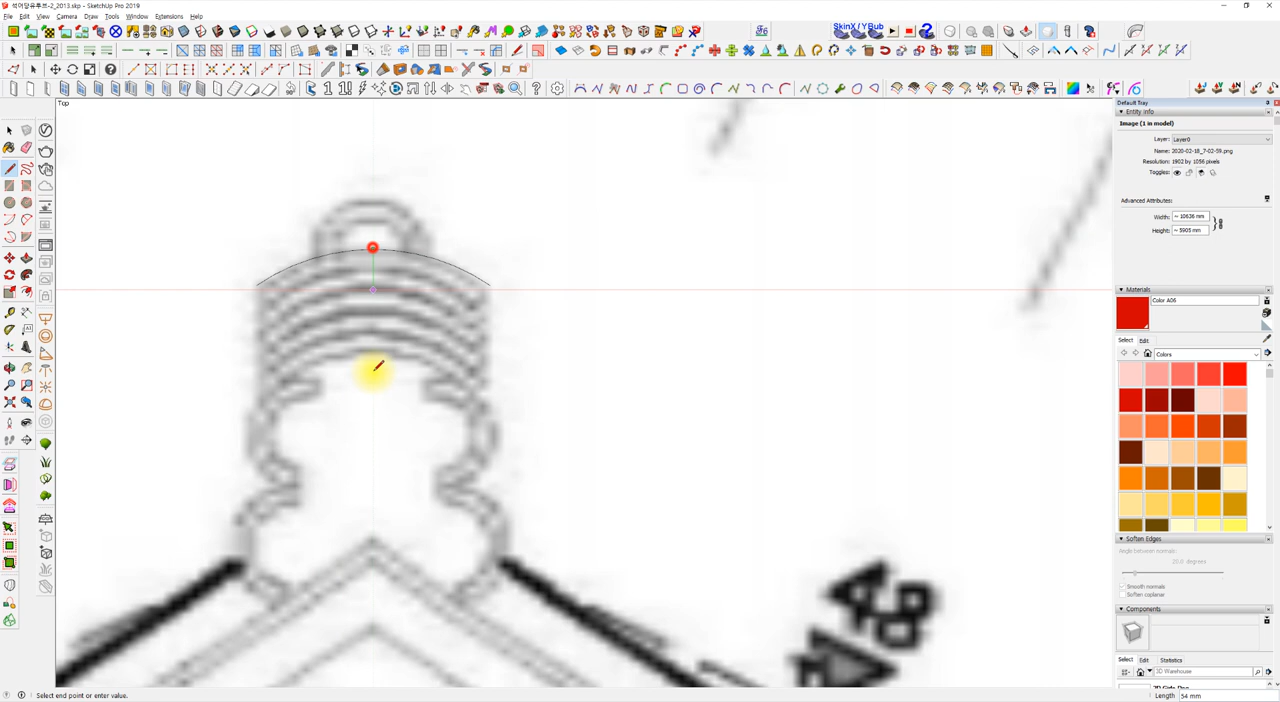 석어당유투브-2_2013.skp - SketchUp Pro 2019
File Edit View Camera Draw Tools Window Extensions Help
SkinX/YBub
Top
Default Tray
Entity Info
Image (1 in model)
Layer: Layer0
Name: 2020-02-18_7-02-59.png
Resolution: 1902 by 1056 pixels
Toggles:
Advanced Attributes:
Width: ~ 10636 mm
Height: ~ 5905 mm
Materials
Color A06
Select Edit
Colors
Soften Edges
Angle between normals:
20.0 degrees
Smooth normals
Soften coplanar
Components
Select Edit Statistics
3D Warehouse
Select end point or enter value.
Length 54 mm